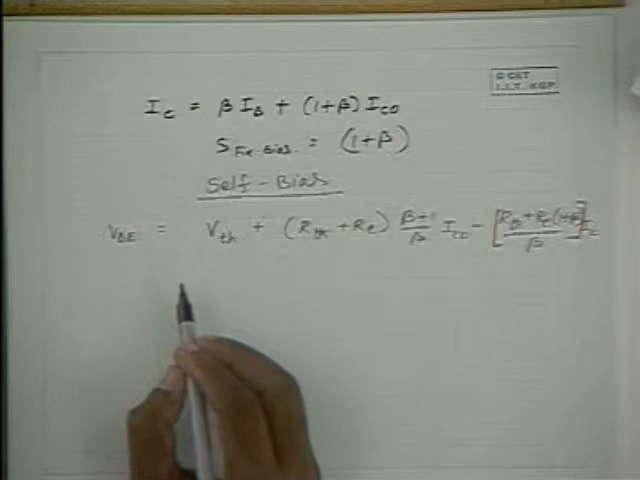 © CET
I.I.T. KGP
I_C = β I_B + (1+β) I_CO
S_Fix Bias = (1+β)
Self-Bias
V_BE = V_th + (R_th + R_e) (β+1)/β I_CO - [(R_th + R_e(1+β))/β] I_C